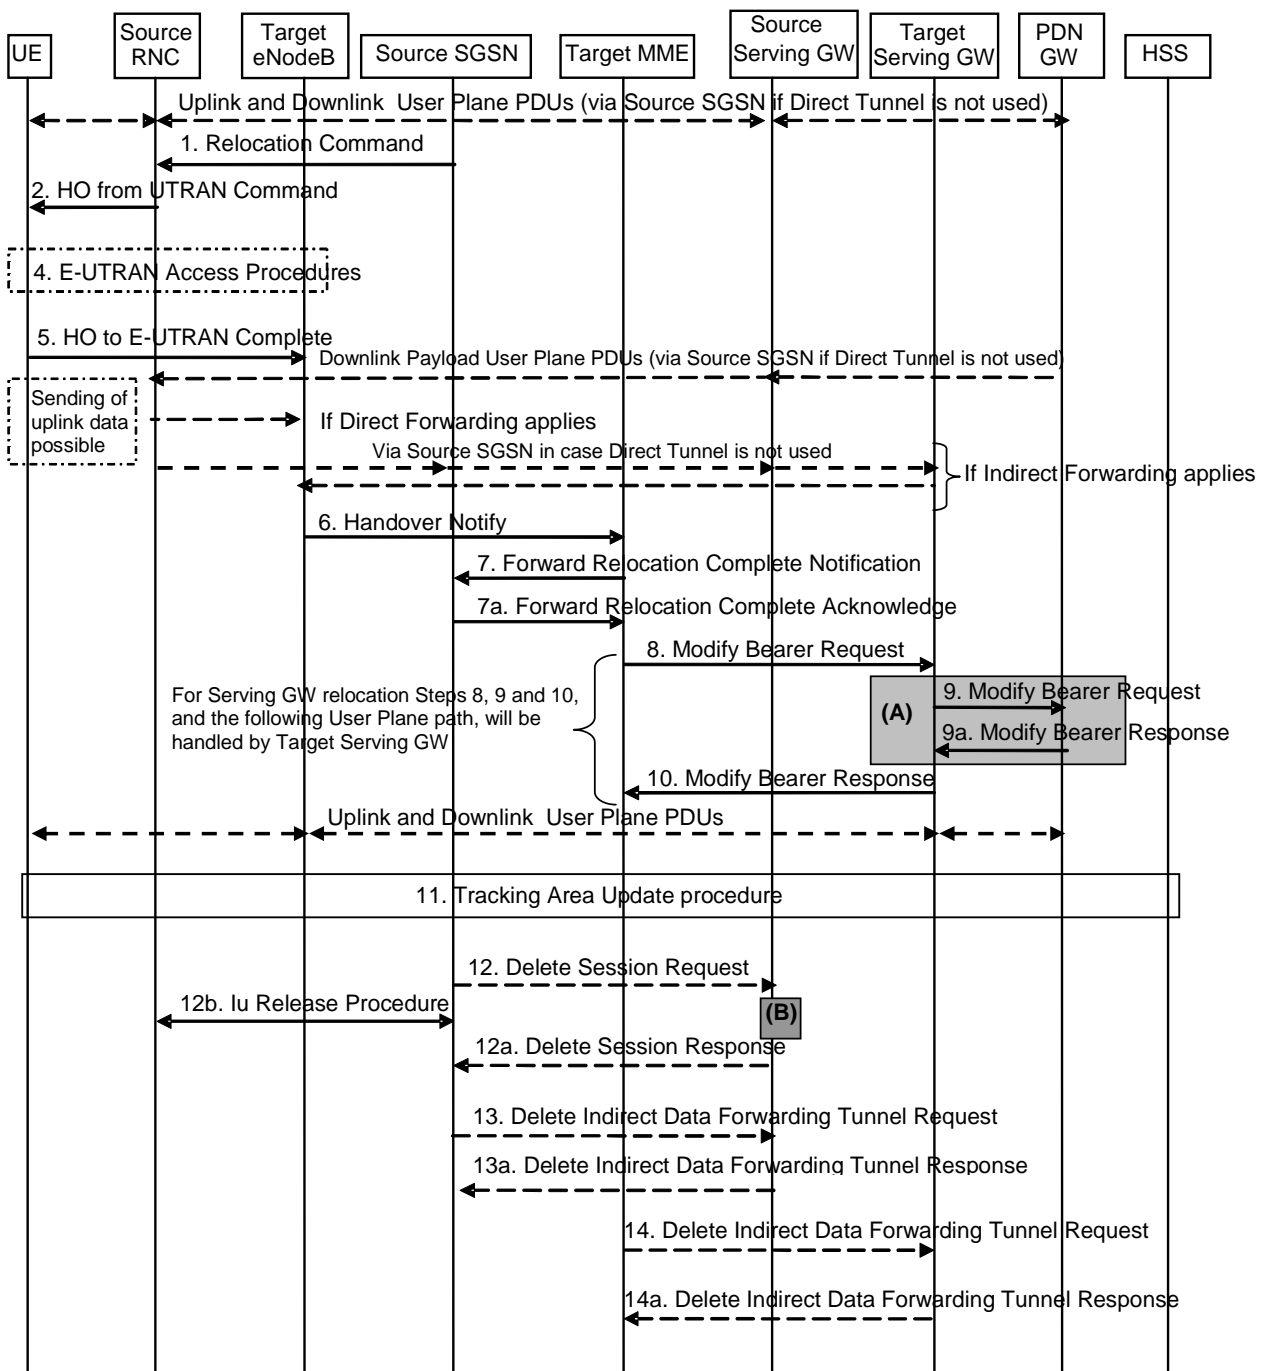 UE
Source
RNC
Target
eNodeB
Source SGSN
Target MME
Source
Serving GW
Target
Serving GW
PDN
GW
HSS
Uplink and Downlink User Plane PDUs (via Source SGSN if Direct Tunnel is not used)
1. Relocation Command
2. HO from UTRAN Command
4. E-UTRAN Access Procedures
5. HO to E-UTRAN Complete
Downlink Payload User Plane PDUs (via Source SGSN if Direct Tunnel is not used)
Sending of
uplink data
possible
If Direct Forwarding applies
Via Source SGSN in case Direct Tunnel is not used
If Indirect Forwarding applies
6. Handover Notify
7. Forward Relocation Complete Notification
7a. Forward Relocation Complete Acknowledge
8. Modify Bearer Request
For Serving GW relocation Steps 8, 9 and 10,
and the following User Plane path, will be
handled by Target Serving GW
(A)
9. Modify Bearer Request
9a. Modify Bearer Response
10. Modify Bearer Response
Uplink and Downlink User Plane PDUs
11. Tracking Area Update procedure
12. Delete Session Request
12b. Iu Release Procedure
(B)
12a. Delete Session Response
13. Delete Indirect Data Forwarding Tunnel Request
13a. Delete Indirect Data Forwarding Tunnel Response
14. Delete Indirect Data Forwarding Tunnel Request
14a. Delete Indirect Data Forwarding Tunnel Response